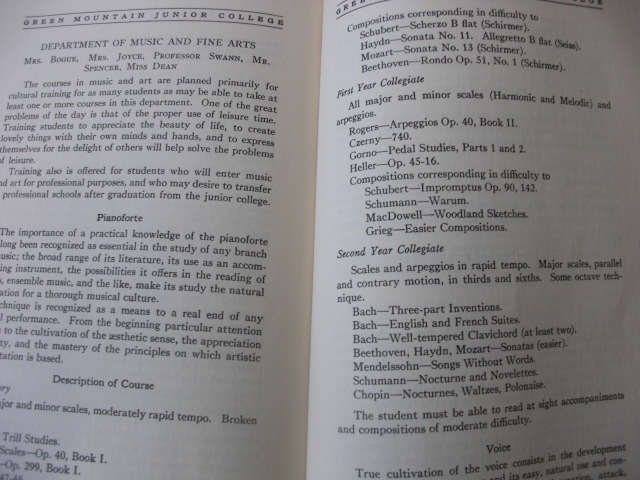 GREEN MOUNTAIN JUNIOR COLLEGE
DEPARTMENT OF MUSIC AND FINE ARTS
MRS. BOGUE, MRS. JOYCE, PROFESSOR SWANN, MR.
SPENCER, MISS DEAN
The courses in music and art are planned primarily for
cultural training for as many students as may be able to take at
least one or more courses in this department. One of the great
problems of the day is that of the proper use of leisure time.
Training students to appreciate the beauty of life, to create
lovely things with their own minds and hands, and to express
themselves for the delight of others will help solve the problems
of leisure.
Training also is offered for students who will enter music
and art for professional purposes, and who may desire to transfer
professional schools after graduation from the junior college.
Pianoforte
The importance of a practical knowledge of the pianoforte
long been recognized as essential in the study of any branch
usic; the broad range of its literature, its use as an accom-
ing instrument, the possibilities it offers in the reading of
s, ensemble music, and the like, make its study the natural
ation for a thorough musical culture.
chnique is recognized as a means to a real end of any
l performance. From the beginning particular attention
to the cultivation of the æsthetic sense, the appreciation
ty, and the mastery of the principles on which artistic
tation is based.
Description of Course
ory
jor and minor scales, moderately rapid tempo. Broken
Trill Studies.
Scales—Op. 40, Book I.
—Op. 299, Book I.
47-46
Compositions corresponding in difficulty to
Schubert—Scherzo B flat (Schirmer).
Haydn—Sonata No. 11. Allegretto B flat (Seiss).
Mozart—Sonata No. 13 (Schirmer).
Beethoven—Rondo Op. 51, No. 1 (Schirmer).
First Year Collegiate
All major and minor scales (Harmonic and Melodic) and
arpeggios.
Rogers—Arpeggios Op. 40, Book II.
Czerny—740.
Gorno—Pedal Studies, Parts 1 and 2.
Heller—Op. 45-16.
Compositions corresponding in difficulty to
Schubert—Impromptus Op. 90, 142.
Schumann—Warum.
MacDowell—Woodland Sketches.
Grieg—Easier Compositions.
Second Year Collegiate
Scales and arpeggios in rapid tempo. Major scales, parallel
and contrary motion, in thirds and sixths. Some octave tech-
nique.
Bach—Three-part Inventions.
Bach—English and French Suites.
Bach—Well-tempered Clavichord (at least two).
Beethoven, Haydn, Mozart—Sonatas (easier).
Mendelssohn—Songs Without Words.
Schumann—Nocturne and Novelettes.
Chopin—Nocturnes, Waltzes, Polonaise.
The student must be able to read at sight accompaniments
and compositions of moderate difficulty.
Voice
True cultivation of the voice consists in the development
and its easy, natural use and con-
attack,